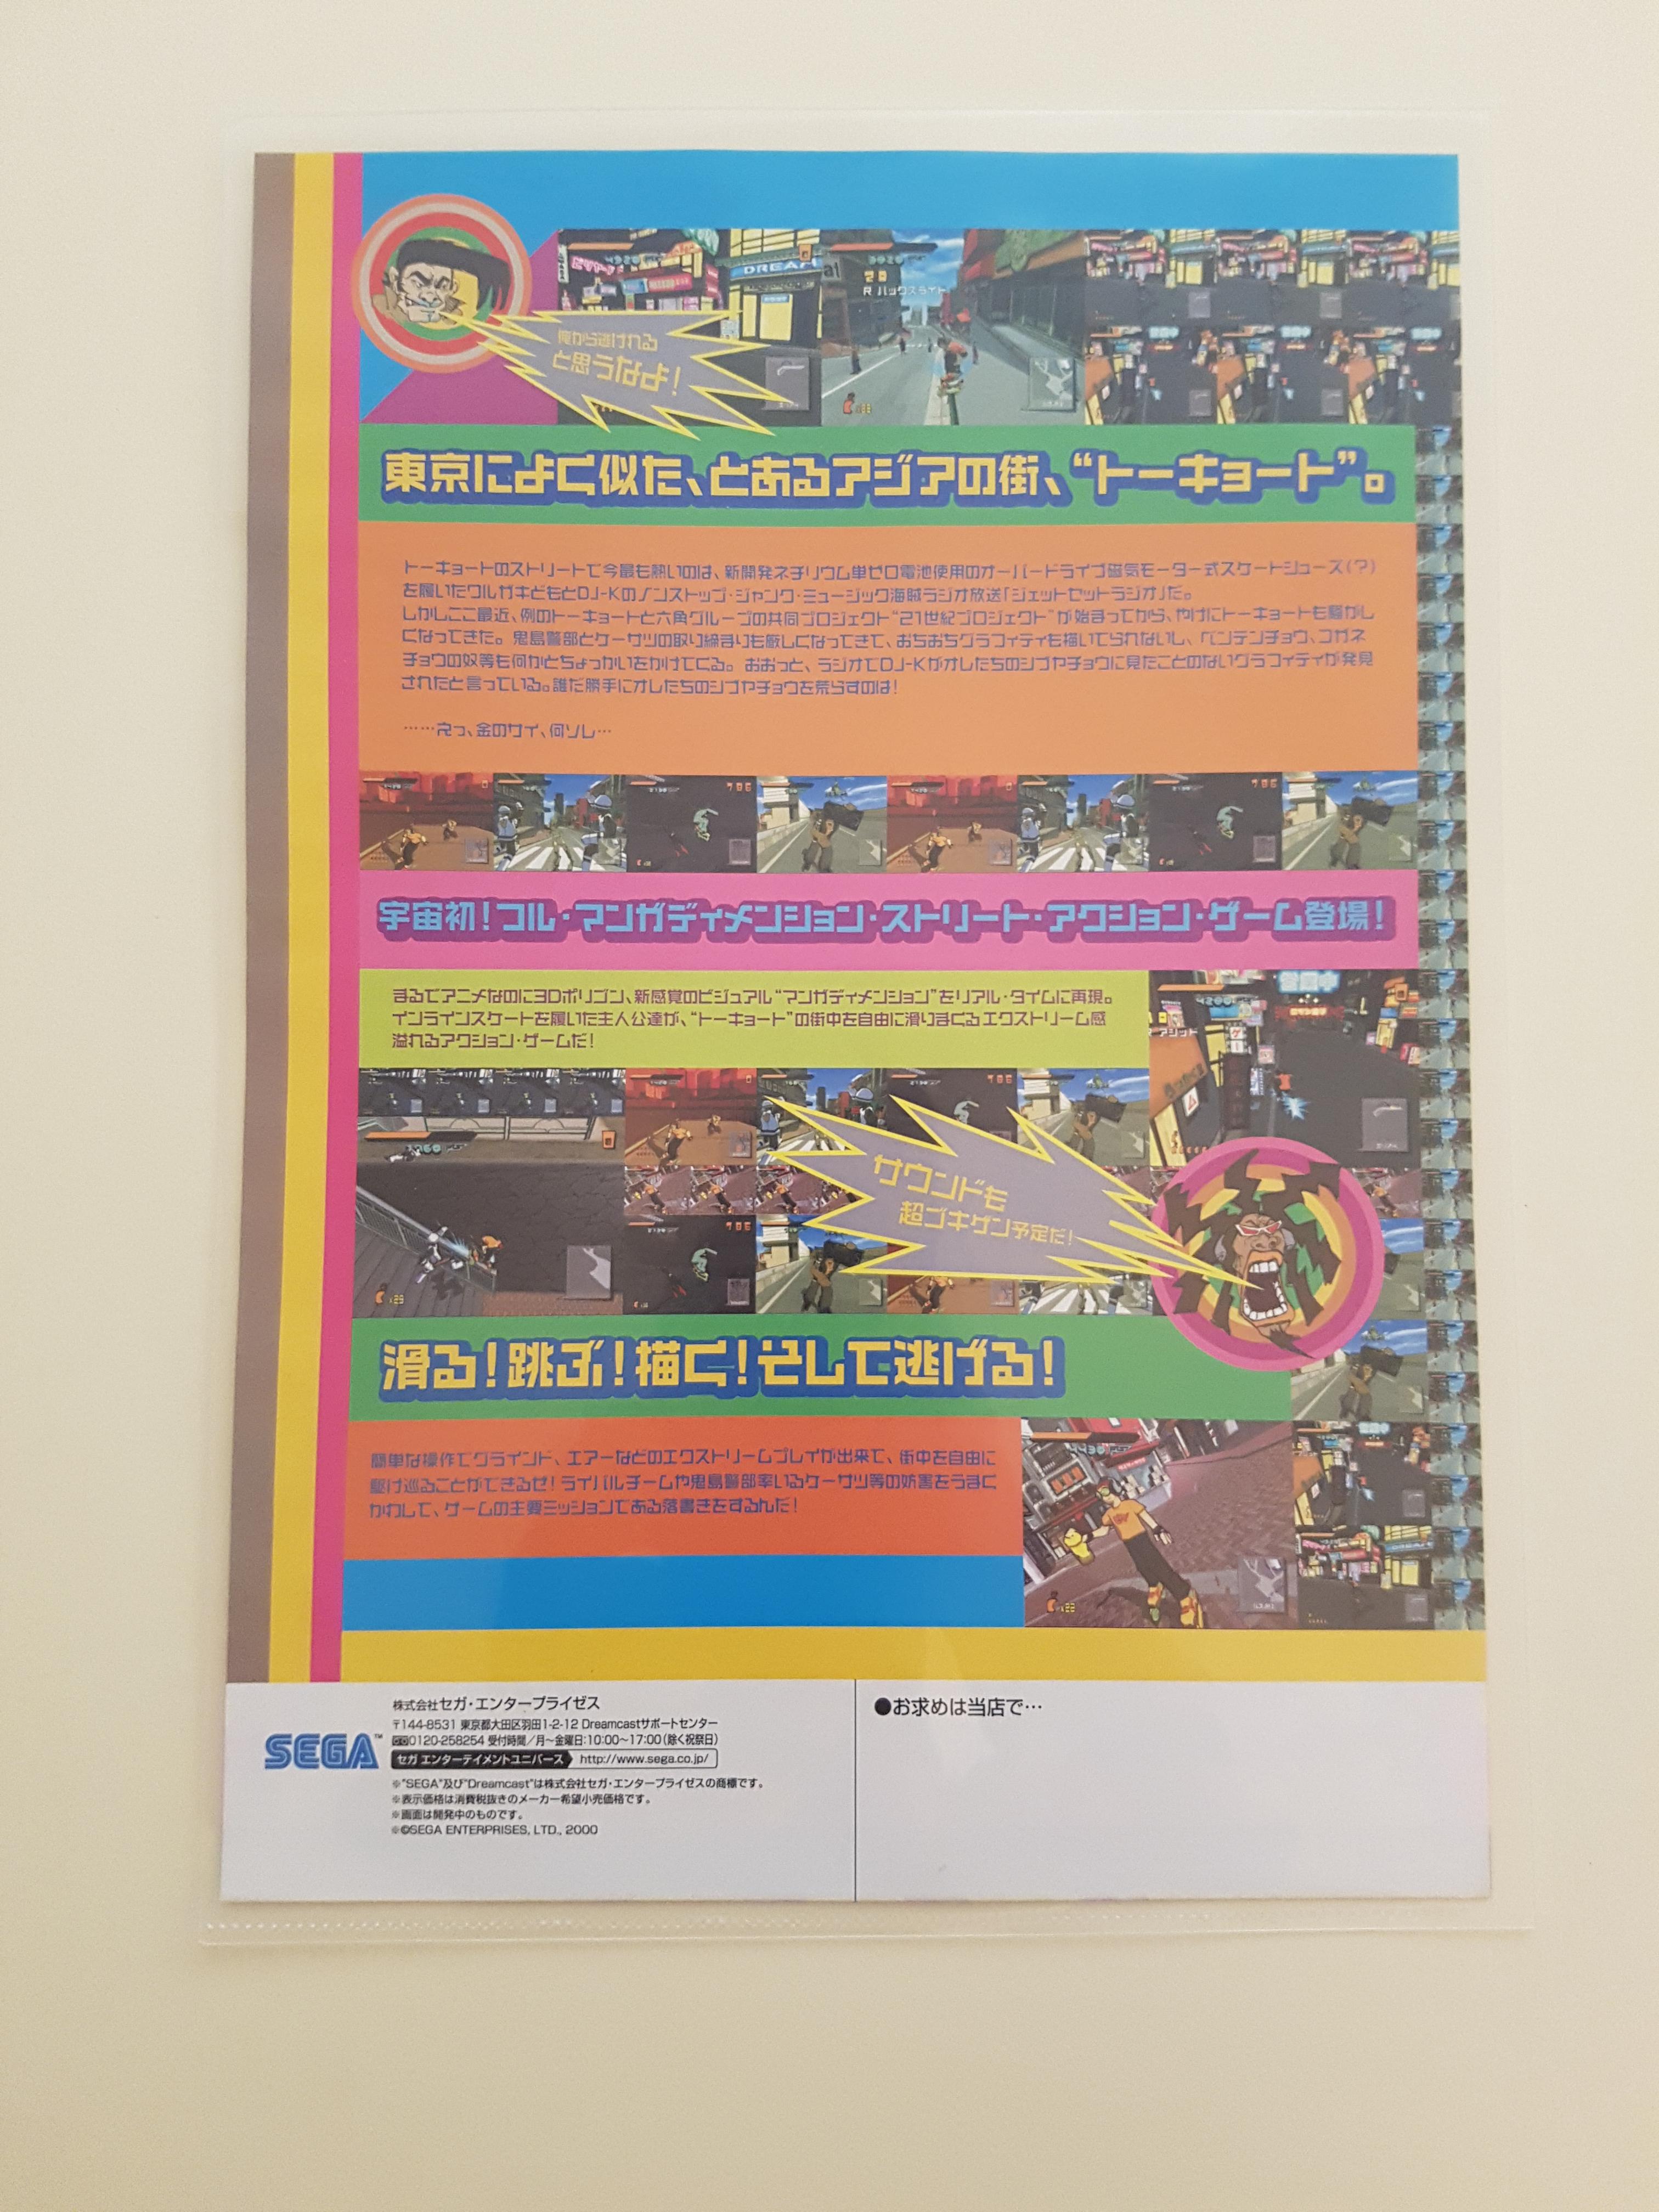 俺から逃げれる
と思うなよ!
DREAM
R バックスライド
東京によく似た、とあるアジアの街、“トーキョート”。
トーキョートのストリートで今最も熱いのは、新開発ネチリウム単ゼロ電池使用のオーバードライブ磁気モーター式スケートシューズ(?)
を履いたワルガキどもとDJ-Kのノンストップ・ジャンク・ミュージック海賊ラジオ放送「ジェットセットラジオ」だ。
しかしここ最近、例のトーキョートと六角グループの共同プロジェクト“21世紀プロジェクト”が始まってから、やけにトーキョートも騒がし
くなってきた。鬼島警部とケーサツの取り締まりも厳しくなってきて、おちおちグラフィティも描いてられないし、ベンテンチョウ、コガネ
チョウの奴等も何かとちょっかいをかけてくる。おおっと、ラジオでDJ-Kがオレたちのシブヤチョウに見たことのないグラフィティが発見
されたと言っている。誰だ勝手にオレたちのシブヤチョウを荒らすのは!
……えっ、金のサイ、何ソレ…
宇宙初!フル・マンガディメンション・ストリート・アクション・ゲーム登場!
まるでアニメなのに3Dポリゴン、新感覚のビジュアル“マンガディメンション”をリアル・タイムに再現。
インラインスケートを履いた主人公達が、“トーキョート”の街中を自由に滑りまくるエクストリーム感
溢れるアクション・ゲームだ!
サウンドも
超ゴキゲン予定だ!
滑る!跳ぶ!描く!そして逃げる!
簡単な操作でグラインド、エアーなどのエクストリームプレイが出来て、街中を自由に
駆け巡ることができるぜ!ライバルチームや鬼島警部率いるケーサツ等の妨害をうまく
かわして、ゲームの主要ミッションである落書きをするんだ!
SEGA™
株式会社セガ・エンタープライゼス
〒144-8531 東京都大田区羽田1-2-12 Dreamcastサポートセンター
0120-258254 受付時間/月~金曜日:10:00~17:00(除く祝祭日)
セガ エンターテイメントユニバース http://www.sega.co.jp/
※"SEGA"及び"Dreamcast"は株式会社セガ・エンタープライゼスの商標です。
※表示価格は消費税抜きのメーカー希望小売価格です。
※画面は開発中のものです。
※©SEGA ENTERPRISES, LTD., 2000
●お求めは当店で…